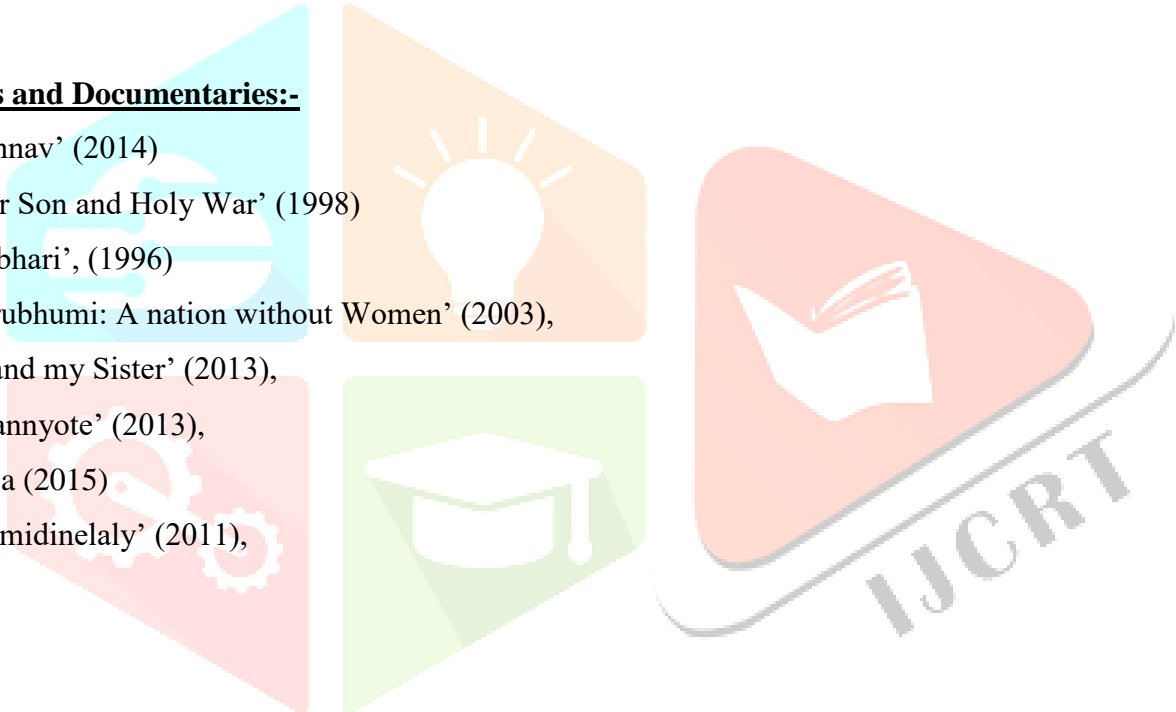 s and Documentaries:-
nnav’ (2014)
r Son and Holy War’ (1998)
bhari’, (1996)
rubhumi: A nation without Women’ (2003),
and my Sister’ (2013),
annyote’ (2013),
a (2015)
midinelaly’ (2011),
IJCRT